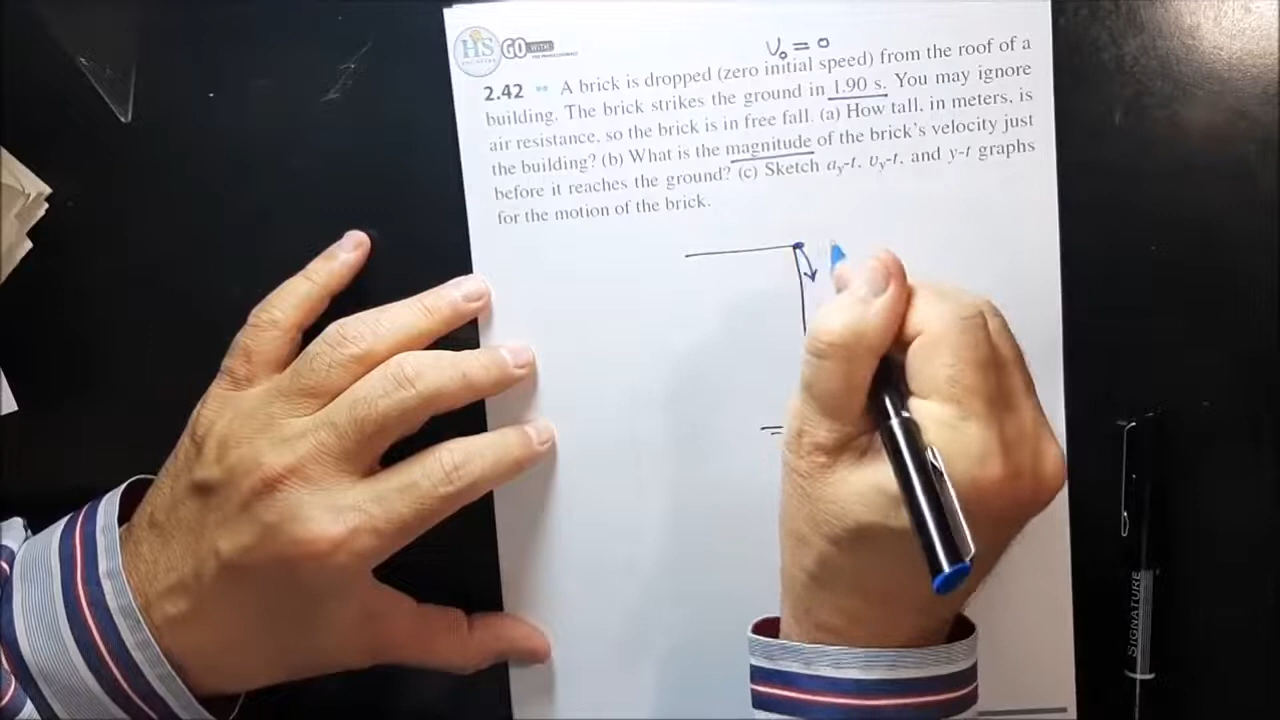 HS
ENGINEERS
GO WITH
V₀ = 0
2.42 •• A brick is dropped (zero initial speed) from the roof of a
building. The brick strikes the ground in 1.90 s. You may ignore
air resistance, so the brick is in free fall. (a) How tall, in meters, is
the building? (b) What is the magnitude of the brick's velocity just
before it reaches the ground? (c) Sketch aᵧ-t, υᵧ-t, and y-t graphs
for the motion of the brick.
SIGNATURE